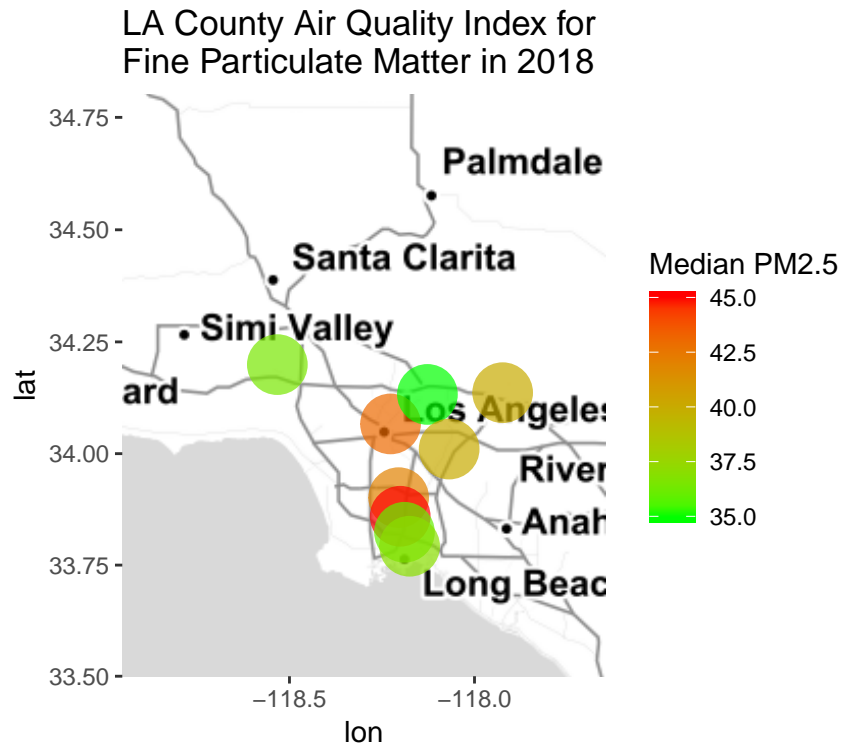 LA County Air Quality Index for
Fine Particulate Matter in 2018
34.75
34.50
34.25
34.00
33.75
33.50
lat
Palmdale
Santa Clarita
Simi Valley
ard
Los Angeles
River
Anah
Long Beac
−118.5
−118.0
lon
Median PM2.5
45.0
42.5
40.0
37.5
35.0